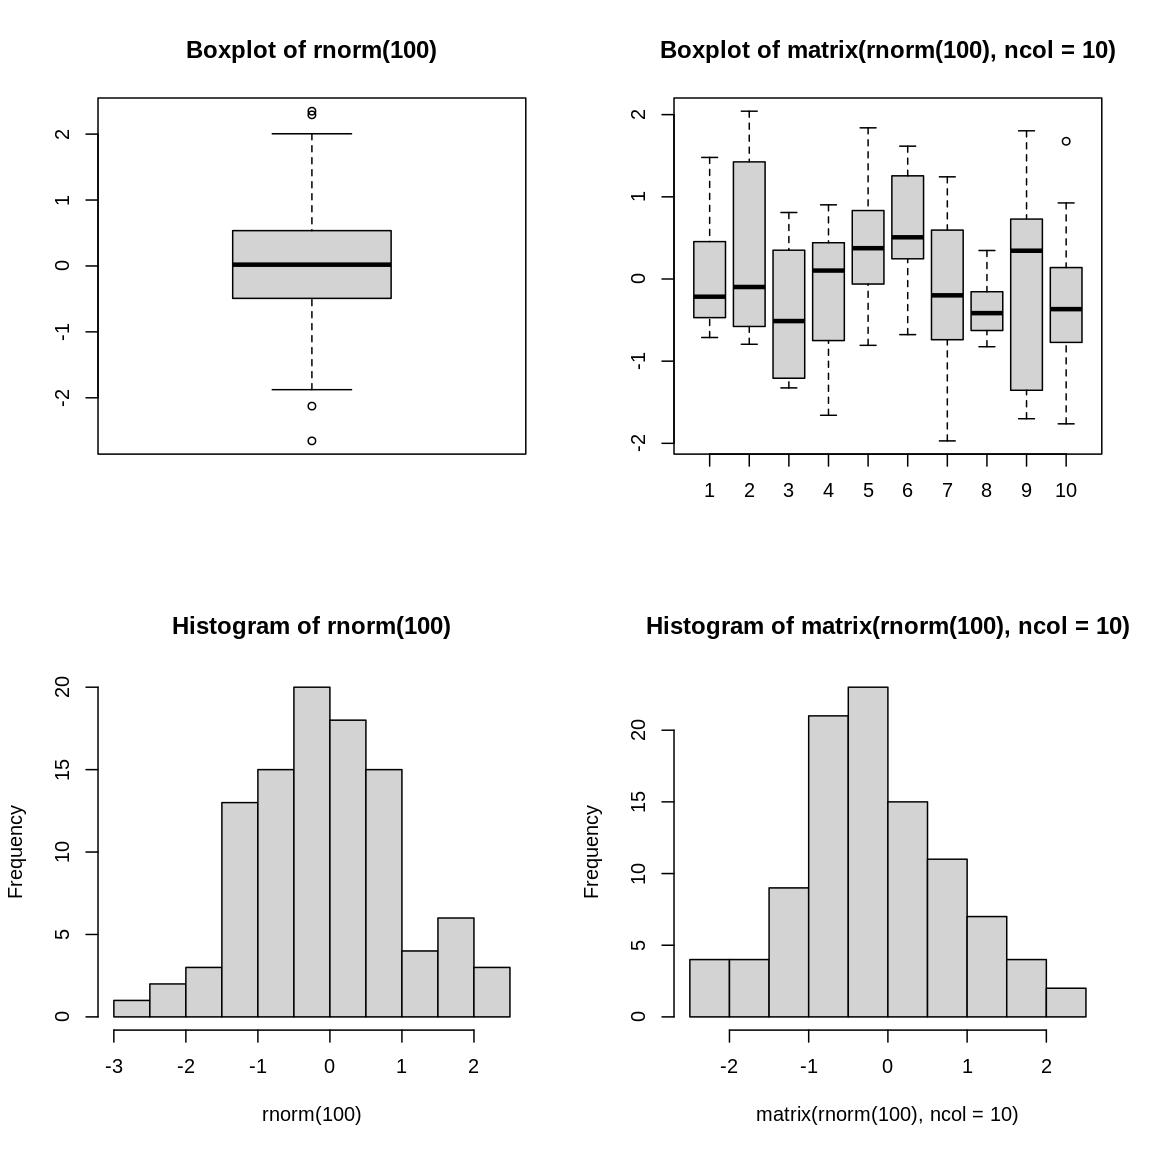 Boxplot of rnorm(100)
2
1
0
-1
-2
Boxplot of matrix(rnorm(100), ncol = 10)
2
1
0
-1
-2
1 2 3 4 5 6 7 8 9 10
Histogram of rnorm(100)
Frequency
20
15
10
5
0
-3 -2 -1 0 1 2
rnorm(100)
Histogram of matrix(rnorm(100), ncol = 10)
Frequency
20
15
10
5
0
-2 -1 0 1 2
matrix(rnorm(100), ncol = 10)